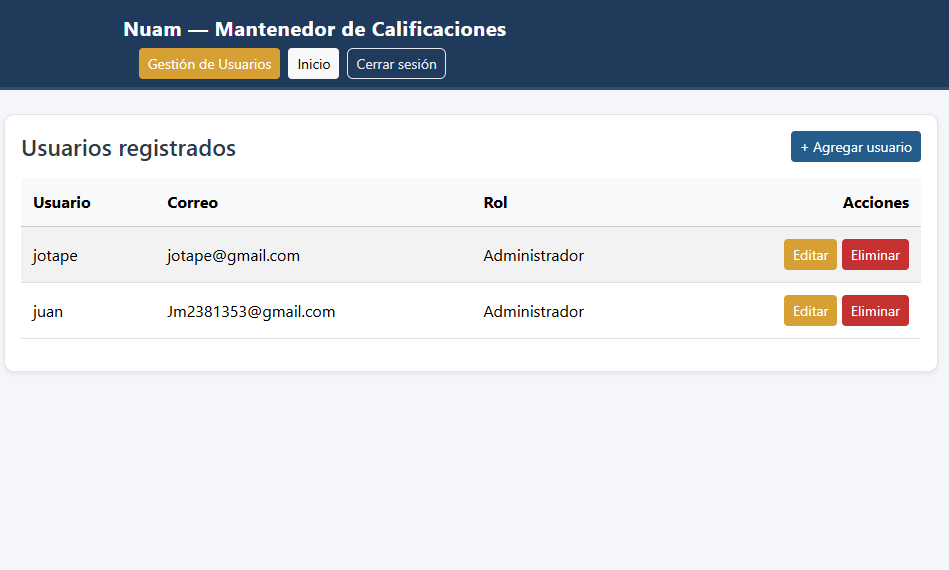 Nuam — Mantenedor de Calificaciones
Gestión de Usuarios Inicio Cerrar sesión
Usuarios registrados + Agregar usuario
Usuario Correo Rol Acciones
jotape jotape@gmail.com Administrador Editar Eliminar
juan Jm2381353@gmail.com Administrador Editar Eliminar